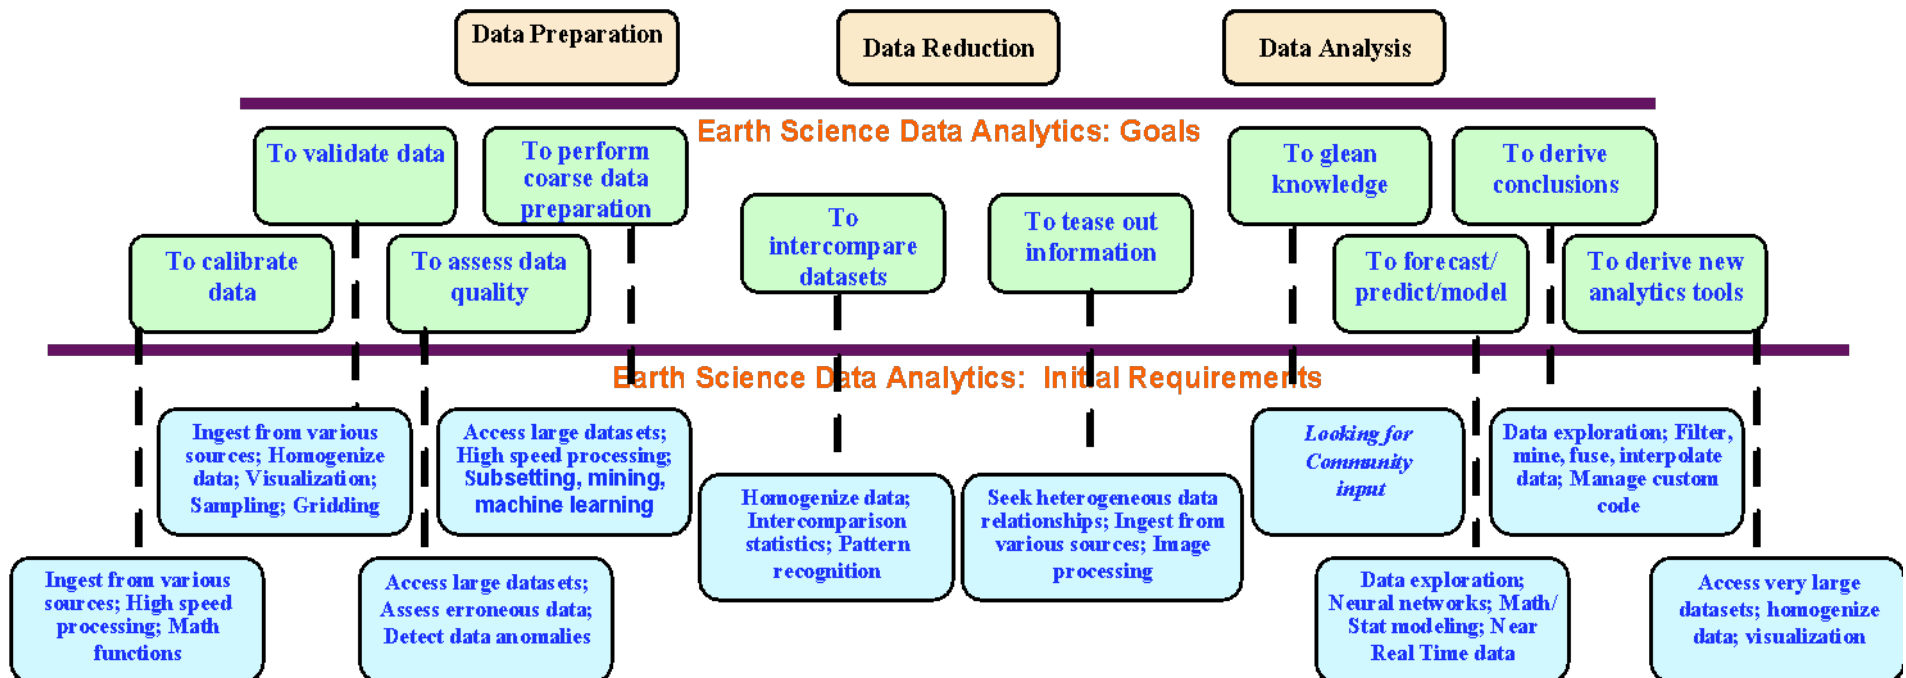 Data Preparation
Data Reduction
Data Analysis
Earth Science Data Analytics: Goals
To validate data
To perform
coarse data
preparation
To glean
knowledge
To derive
conclusions
To
intercompare
datasets
To tease out
information
To calibrate
data
To assess data
quality
To forecast/
predict/model
To derive new
analytics tools
Earth Science Data Analytics: Initial Requirements
Ingest from various
sources; Homogenize
data; Visualization;
Sampling; Gridding
Access large datasets;
High speed processing;
Subsetting, mining,
machine learning
Looking for
Community
input
Data exploration; Filter,
mine, fuse, interpolate
data; Manage custom
code
Homogenize data;
Intercomparison
statistics; Pattern
recognition
Seek heterogeneous data
relationships; Ingest from
various sources; Image
processing
Ingest from various
sources; High speed
processing; Math
functions
Access large datasets;
Assess erroneous data;
Detect data anomalies
Data exploration;
Neural networks; Math/
Stat modeling; Near
Real Time data
Access very large
datasets; homogenize
data; visualization